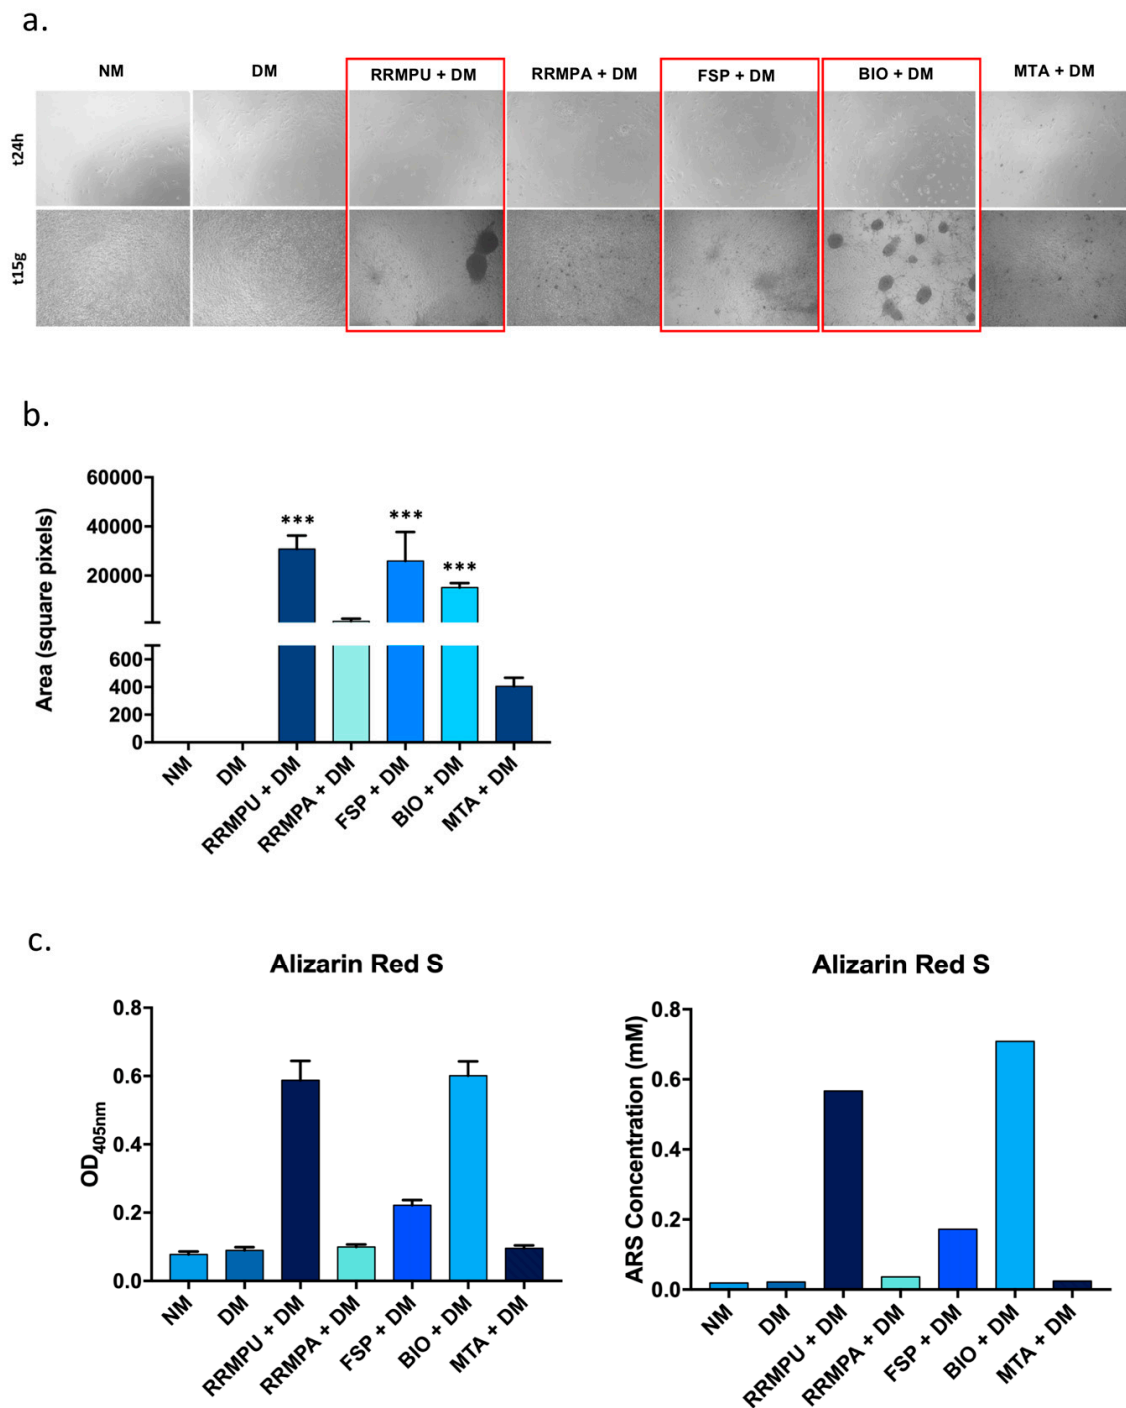 a.
NM DM RRMPU + DM RRMPA + DM FSP + DM BIO + DM MTA + DM
t24h
t15g
b.
Area (square pixels)
60000
40000
20000
600
400
200
0
*** *** ***
NM DM RRMPU + DM RRMPA + DM FSP + DM BIO + DM MTA + DM
c.
Alizarin Red S
OD405nm
0.8
0.6
0.4
0.2
0.0
NM DM RRMPU + DM RRMPA + DM FSP + DM BIO + DM MTA + DM
Alizarin Red S
ARS Concentration (mM)
0.8
0.6
0.4
0.2
0.0
NM DM RRMPU + DM RRMPA + DM FSP + DM BIO + DM MTA + DM